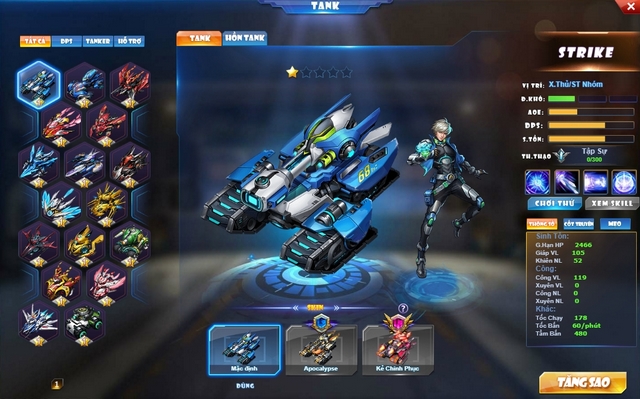 TANK
TẤT CẢ DPS TANKER HỖ TRỢ
TANK HỒN TANK
STRIKE
VỊ TRÍ: X.Thủ/ST Nhóm
Đ.KHÓ:
AOE:
DPS:
S.TỒN:
TH.THẠO Tập Sự
0/300
CHƠI THỬ XEM SKILL
THÔNG SỐ CỐT TRUYỆN MẸO
Sinh Tồn:
G.Hạn HP 2466
Giáp VL 105
Khiên NL 52
Công:
Công VL 119
Xuyên VL 0
Công NL 0
Xuyên NL 0
Khác:
Tốc Chạy 178
Tốc Bắn 60/phút
Tầm Bắn 480
68
SKIN
?
Mặc định
Apocalypse
Kẻ Chinh Phục
DÙNG
1
TĂNG SAO